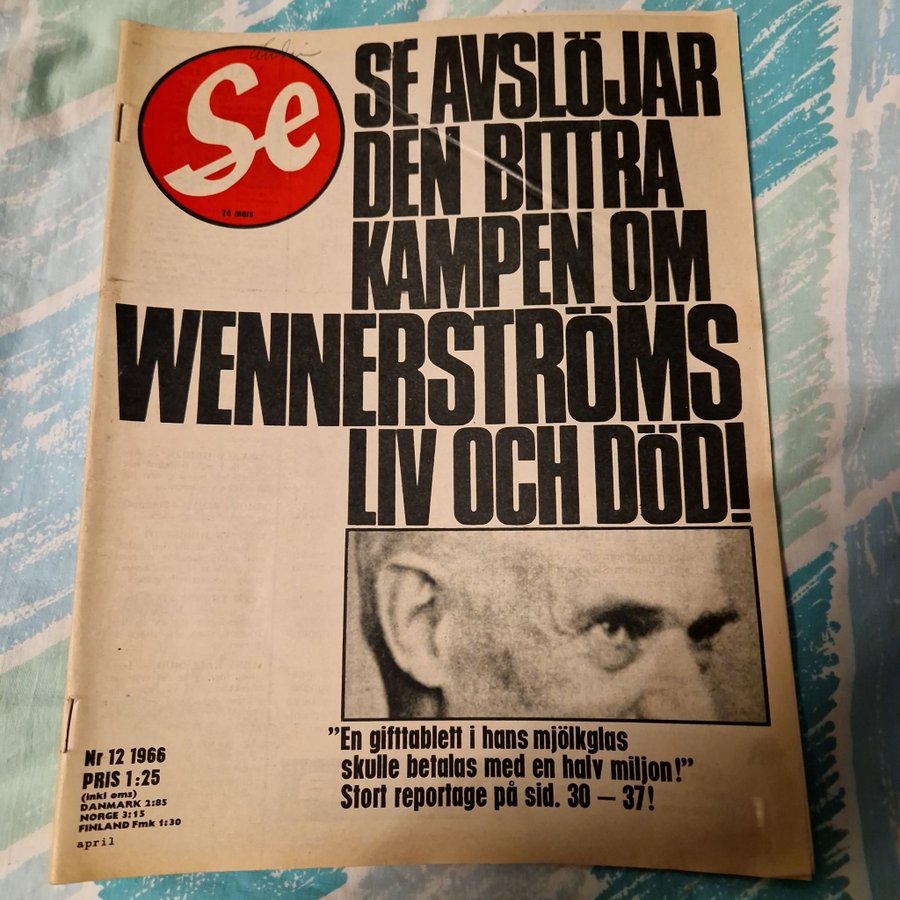 Se
24 mars
SE AVSLÖJAR
DEN BITTRA
KAMPEN OM
WENNERSTRÖMS
LIV OCH DÖD!
"En gifttablett i hans mjölkglas
skulle betalas med en halv miljon!"
Stort reportage på sid. 30 – 37!
Nr 12 1966
PRIS 1:25
(inkl oms)
DANMARK 2:85
NORGE 3:15
FINLAND Fmk 1:30
april